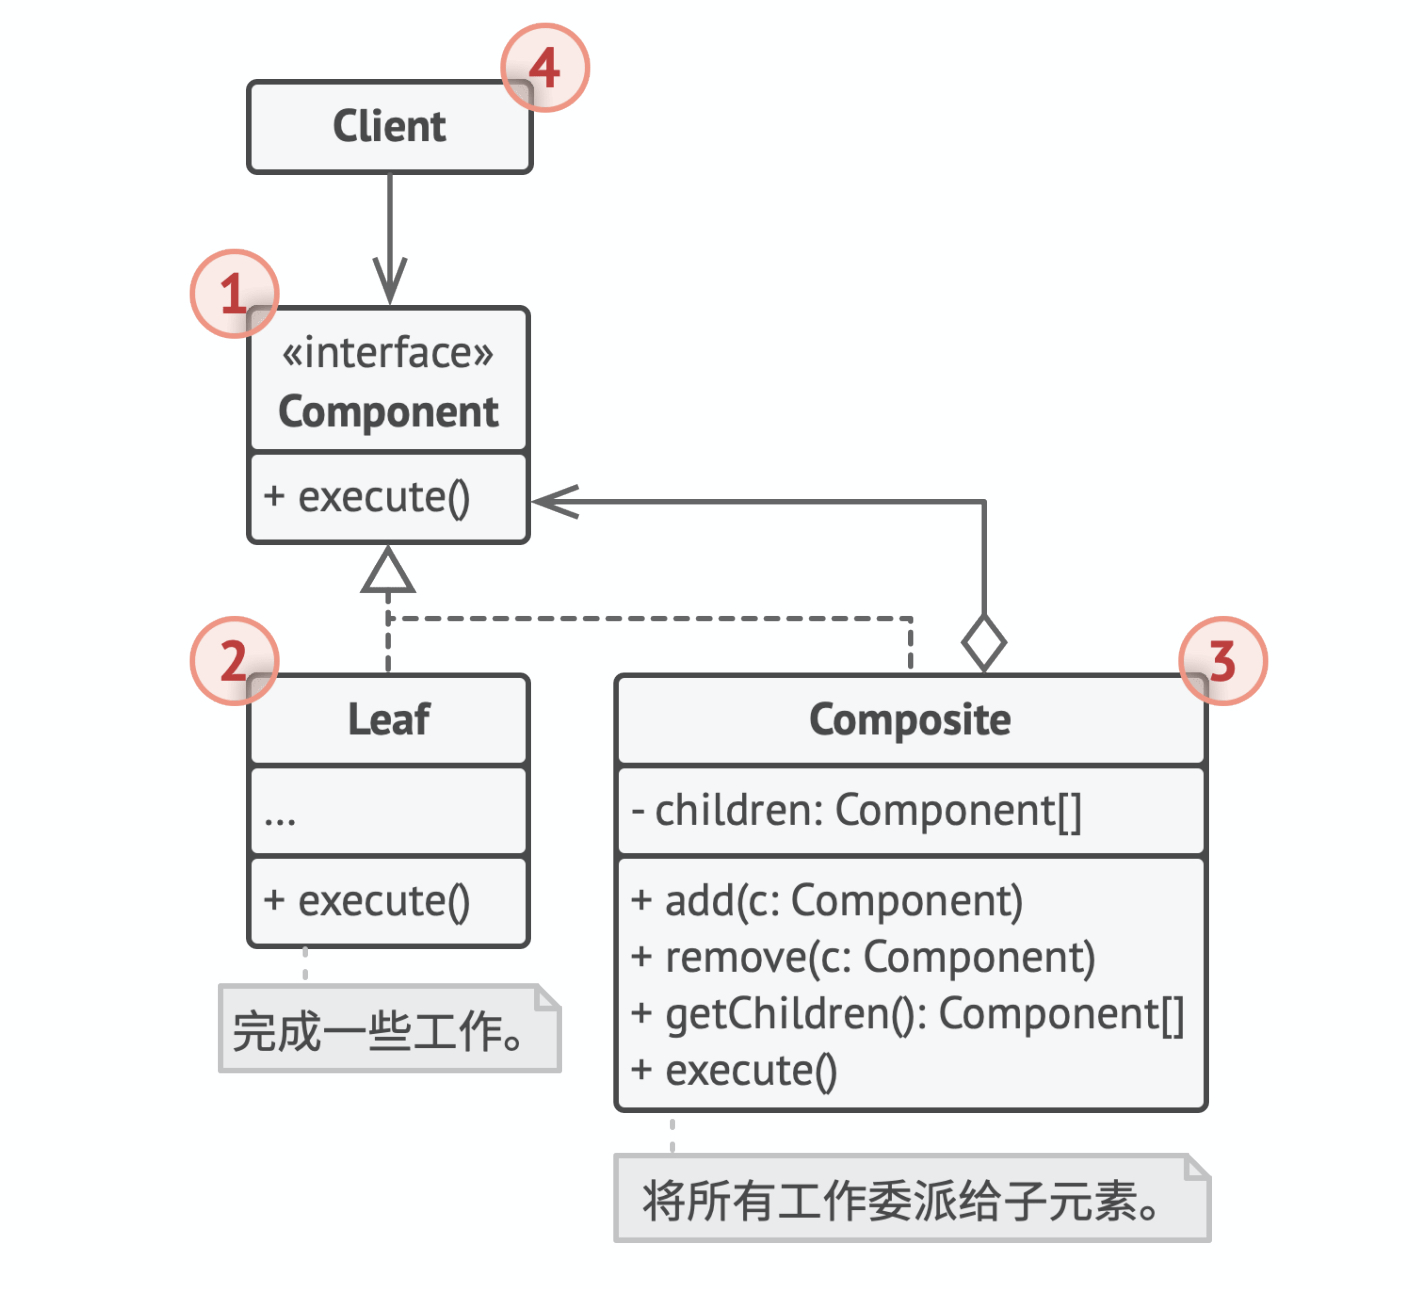 4
Client
1
«interface»
Component
+ execute()
2
Leaf
...
+ execute()
完成一些工作。
3
Composite
- children: Component[]
+ add(c: Component)
+ remove(c: Component)
+ getChildren(): Component[]
+ execute()
将所有工作委派给子元素。